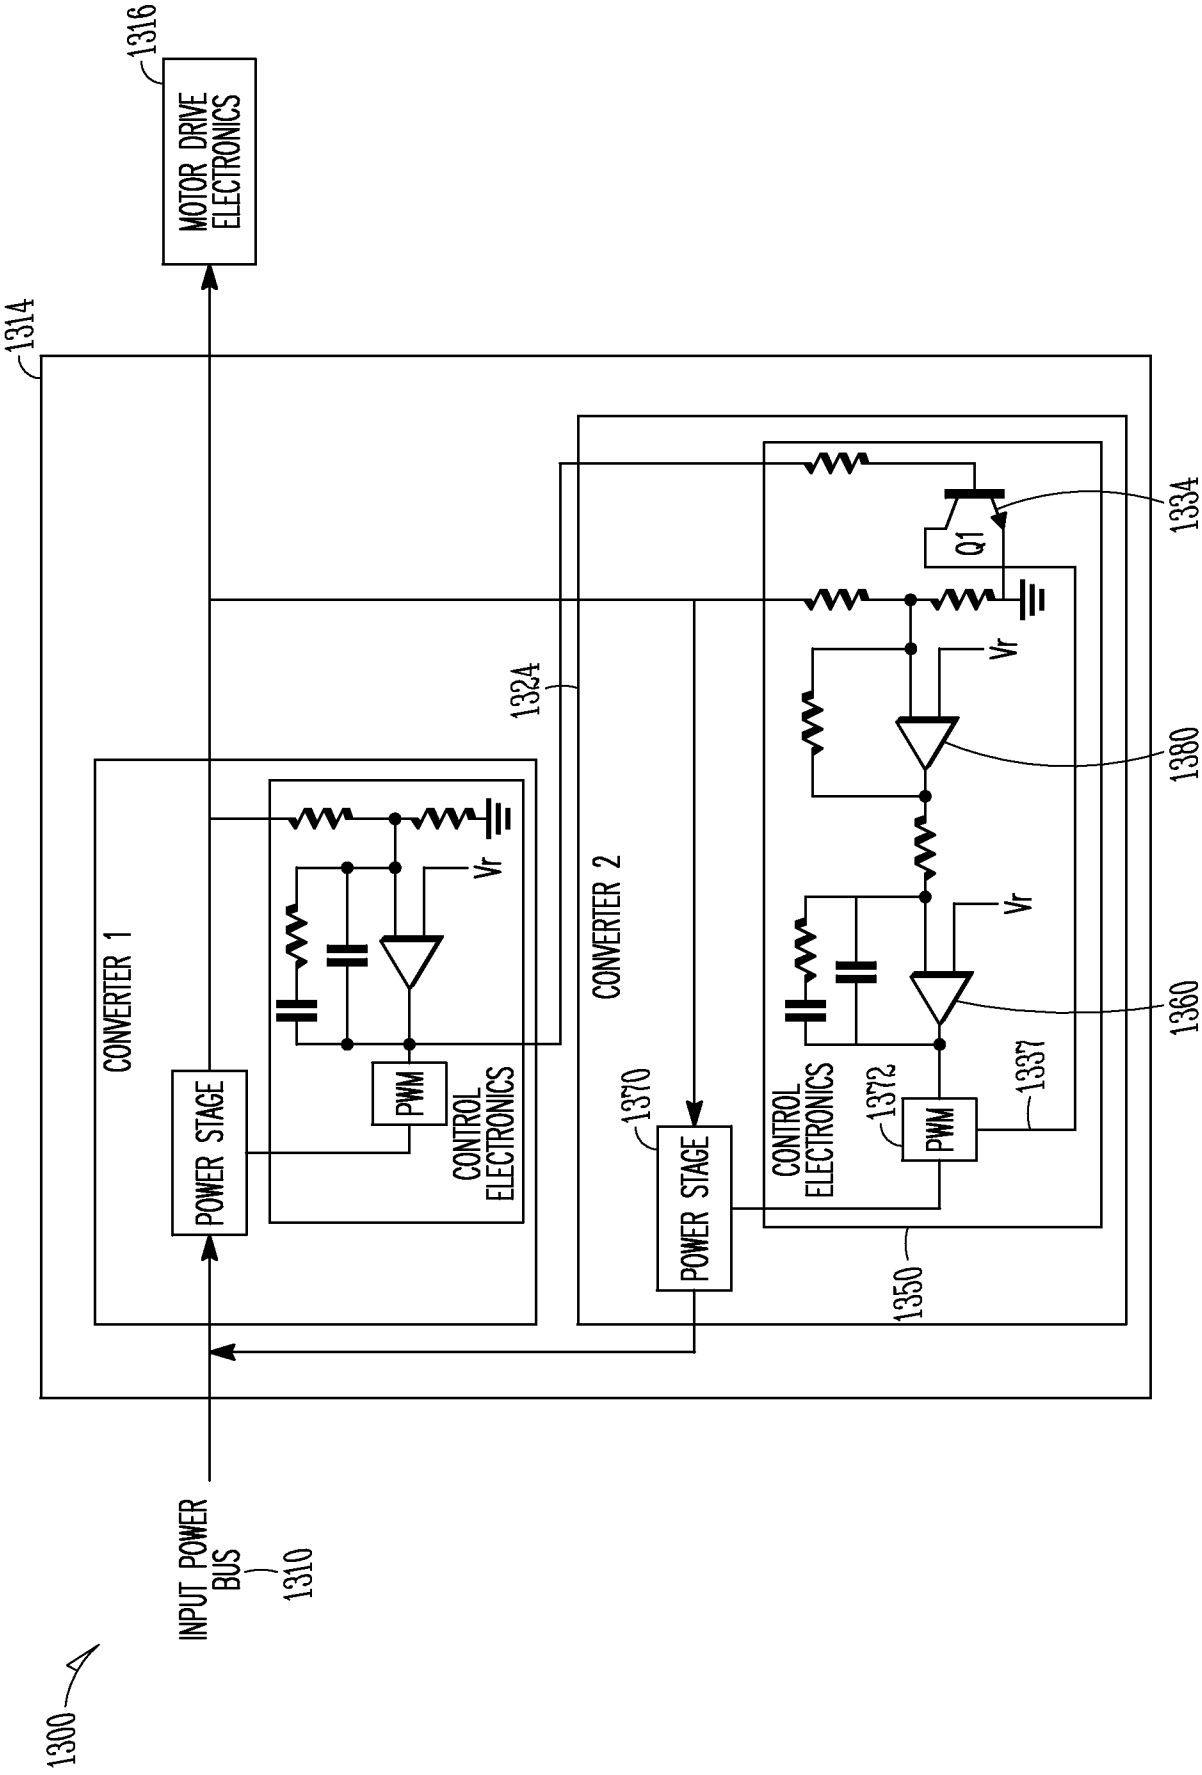 1300
INPUT POWER
BUS
1310
1314
CONVERTER 1
POWER STAGE
PWM
CONTROL
ELECTRONICS
Vr
MOTOR DRIVE
ELECTRONICS
1316
1324
CONVERTER 2
1370
POWER STAGE
CONTROL
ELECTRONICS
1372
PWM
1337
1350
Vr
1360
Vr
1380
Q1
1334